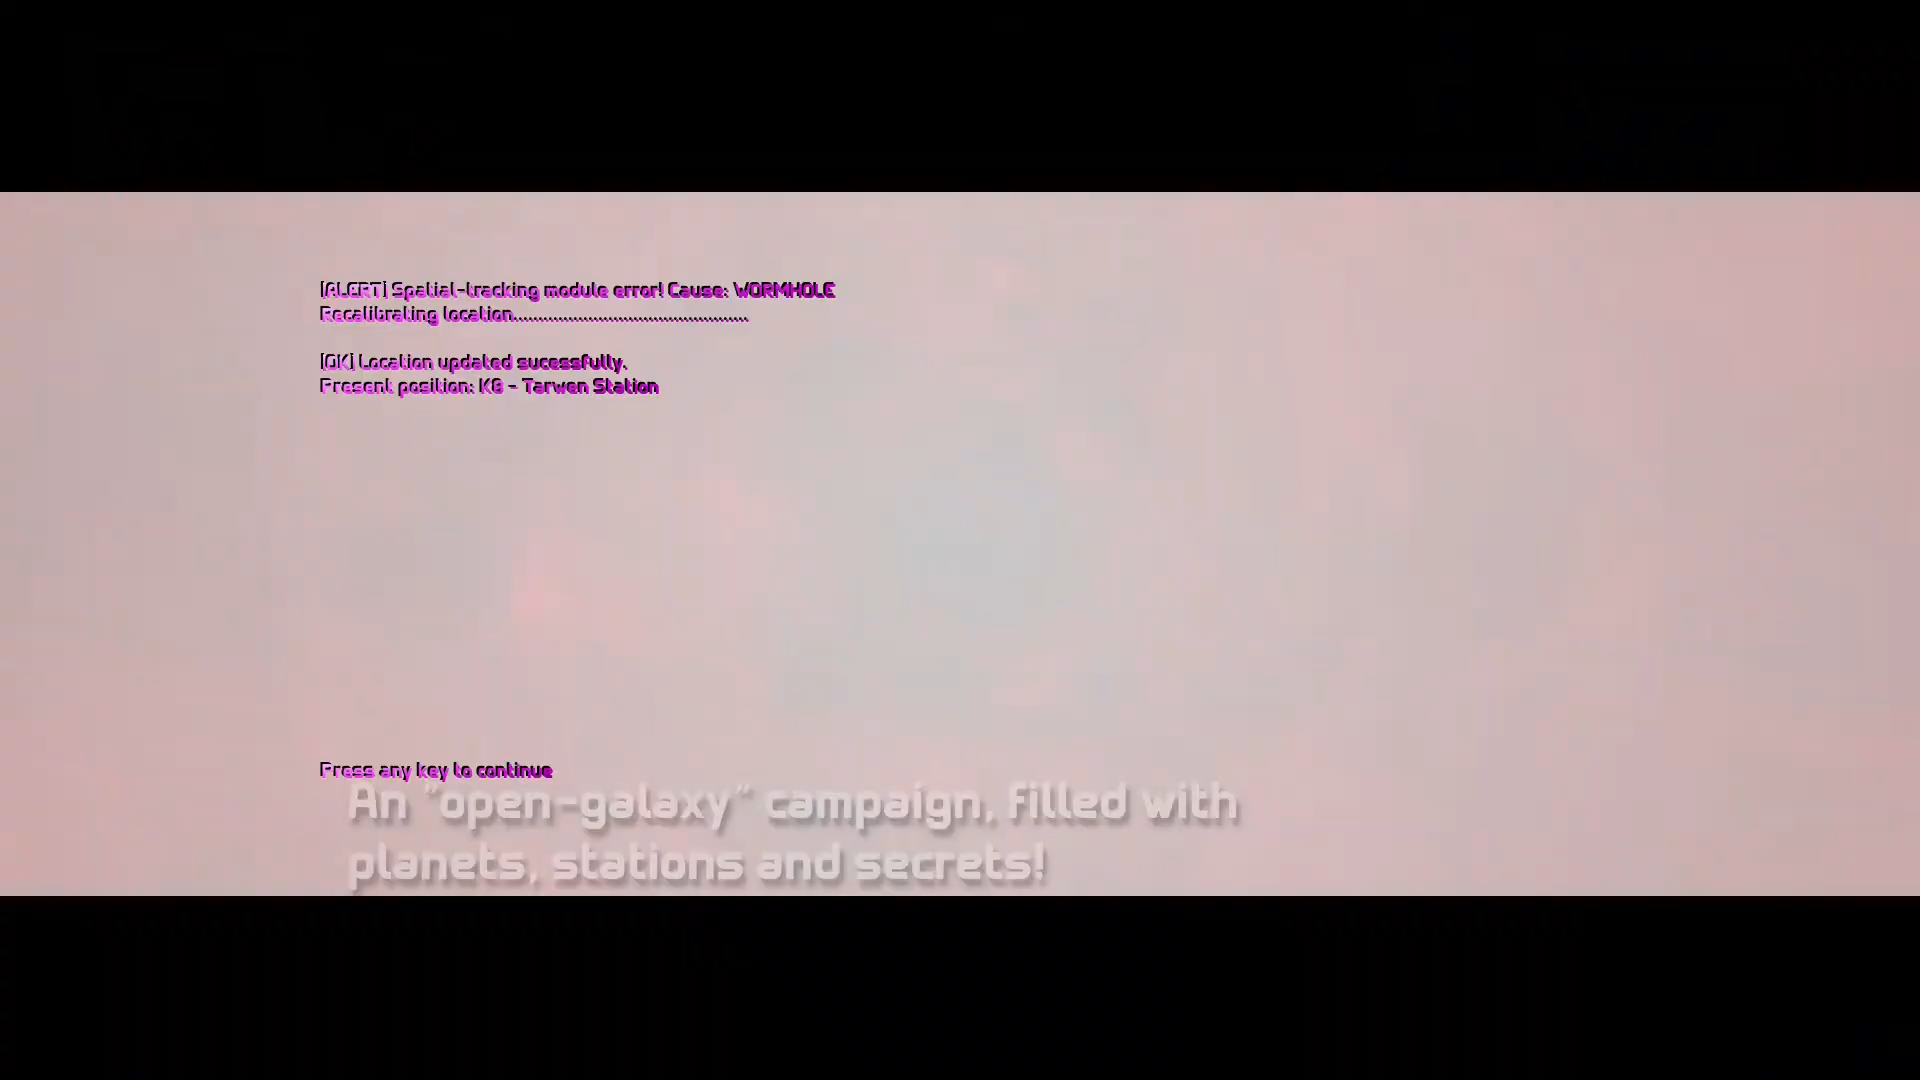 [ALERT] Spatial-tracking module error! Cause: WORMHOLE
Recalibrating location...............................................
[OK] Location updated sucessfully.
Present position: K8 - Tarwen Station
Press any key to continue
An "open-galaxy" campaign, filled with
planets, stations and secrets!